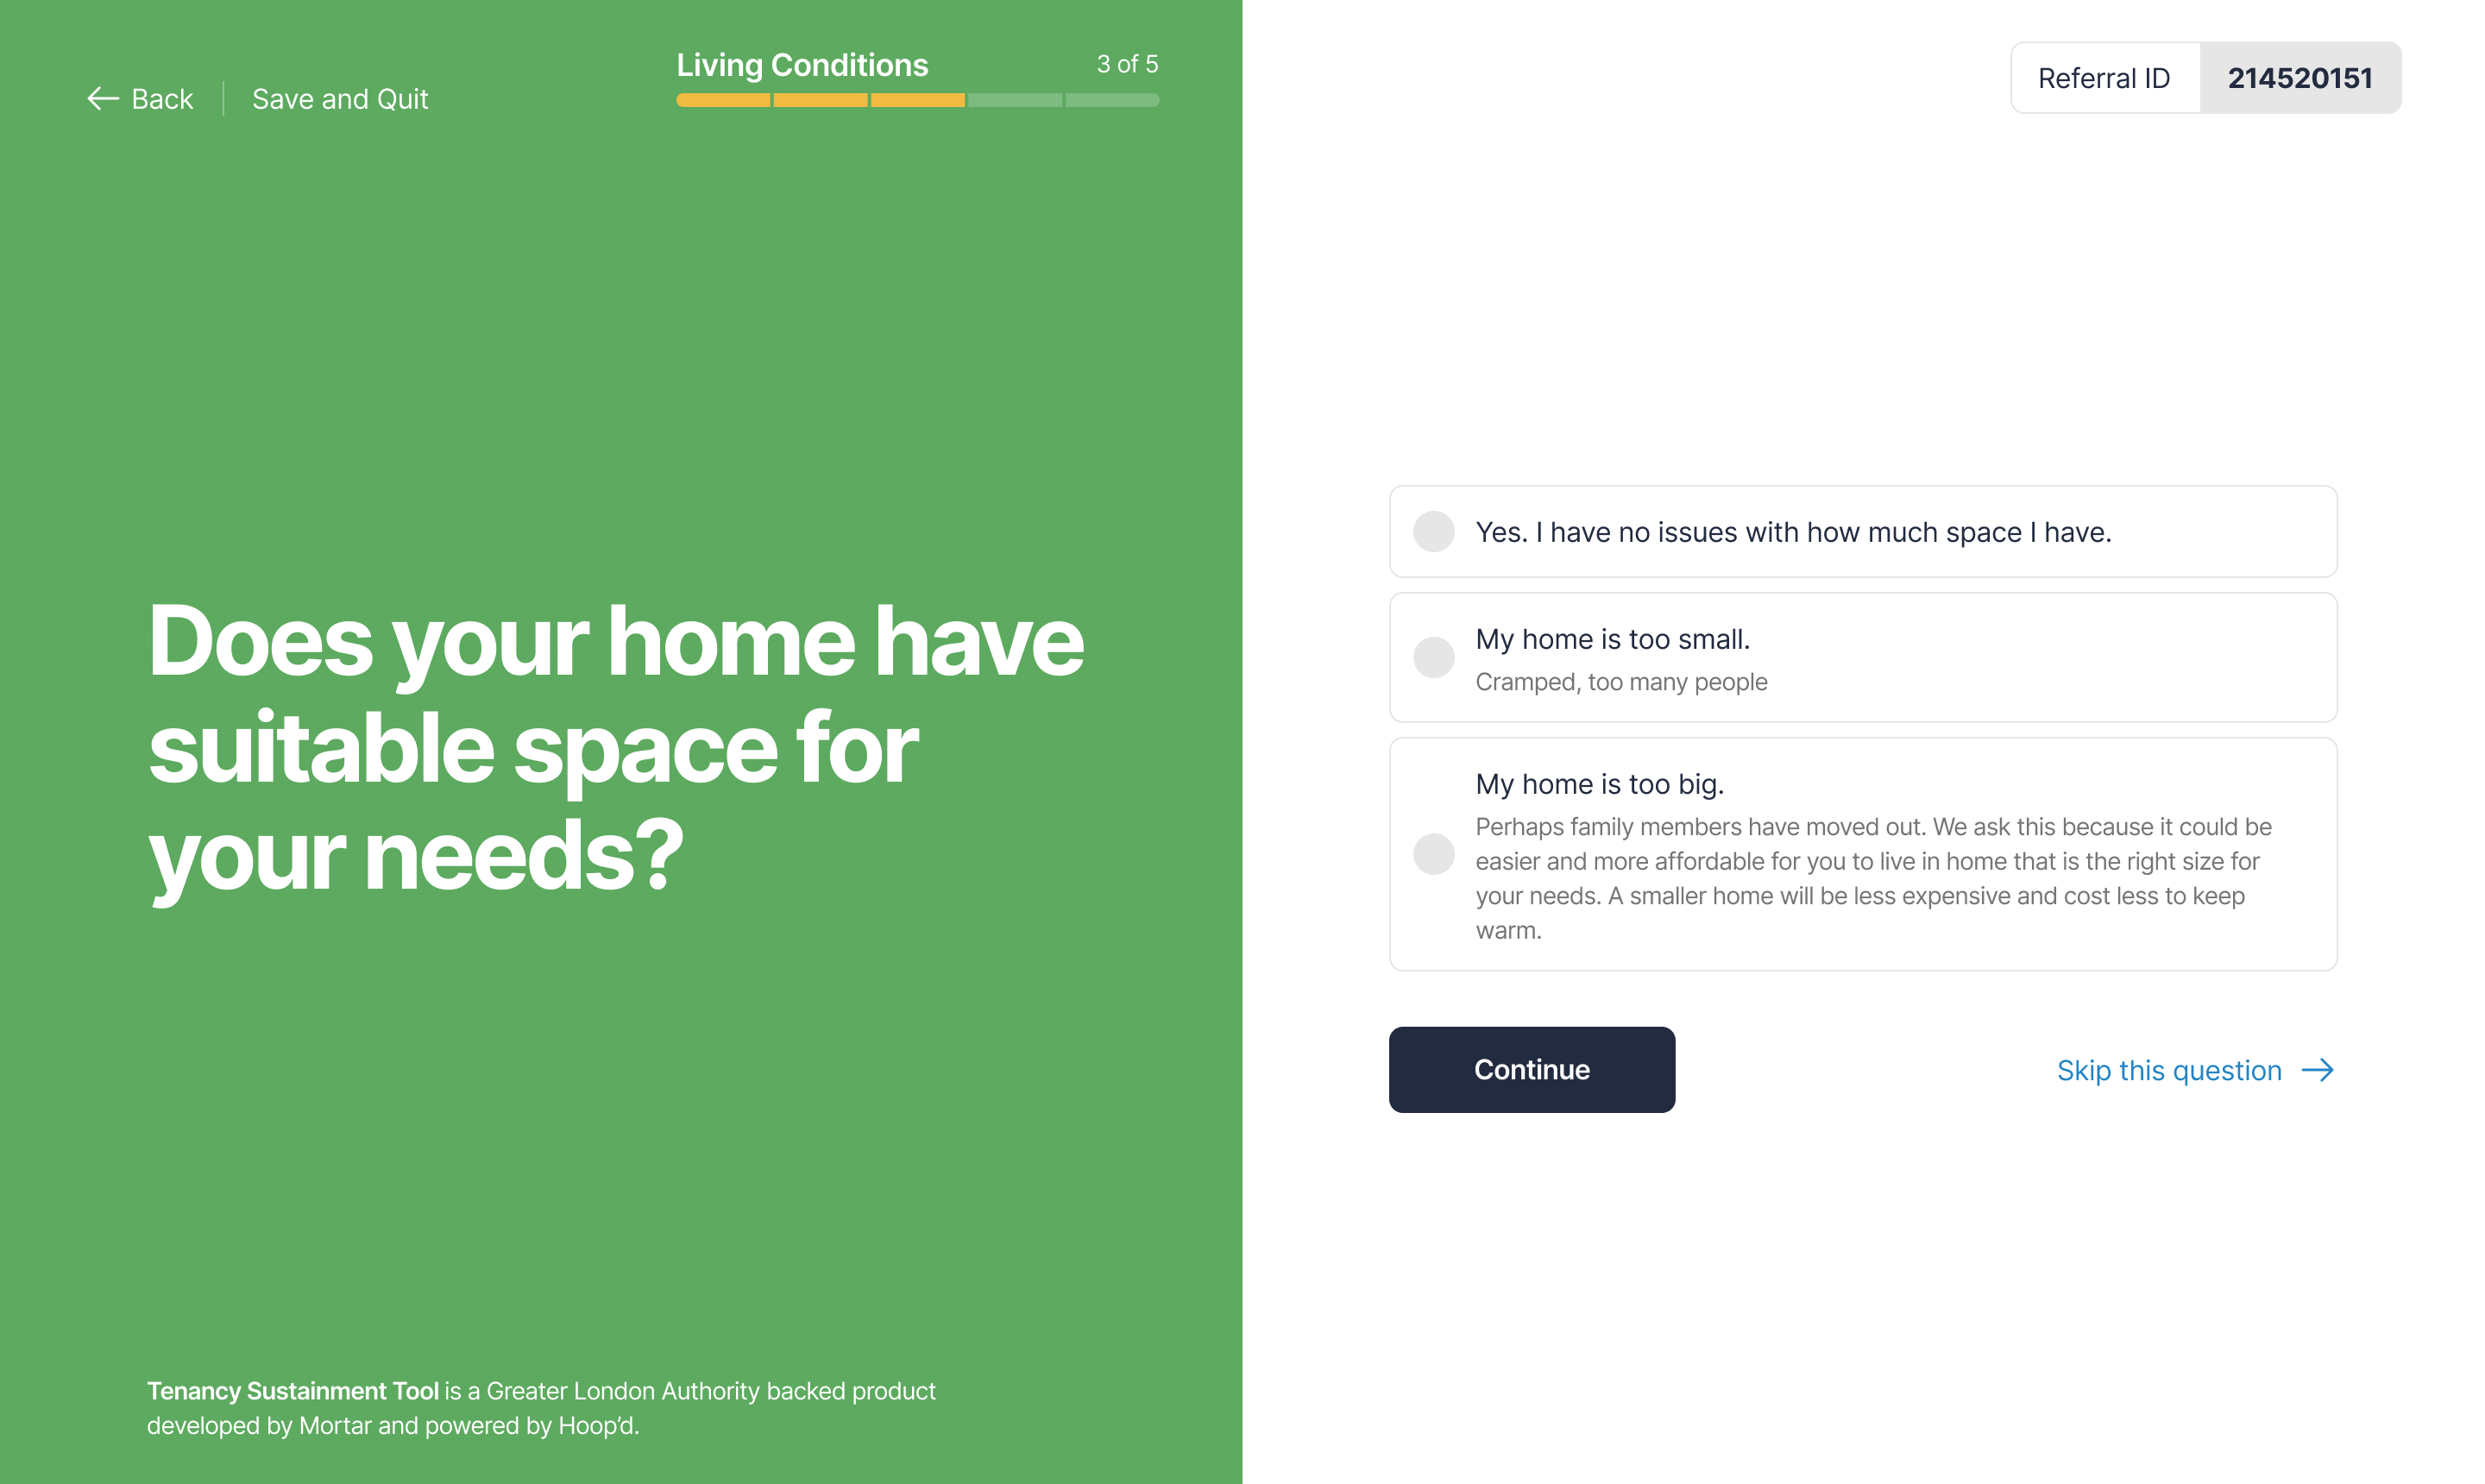 Back
Save and Quit
Living Conditions
3 of 5
Referral ID
214520151
Does your home have
suitable space for
your needs?
Yes. I have no issues with how much space I have.
My home is too small.
Cramped, too many people
My home is too big.
Perhaps family members have moved out. We ask this because it could be
easier and more affordable for you to live in home that is the right size for
your needs. A smaller home will be less expensive and cost less to keep
warm.
Continue
Skip this question
Tenancy Sustainment Tool is a Greater London Authority backed product
developed by Mortar and powered by Hoop’d.